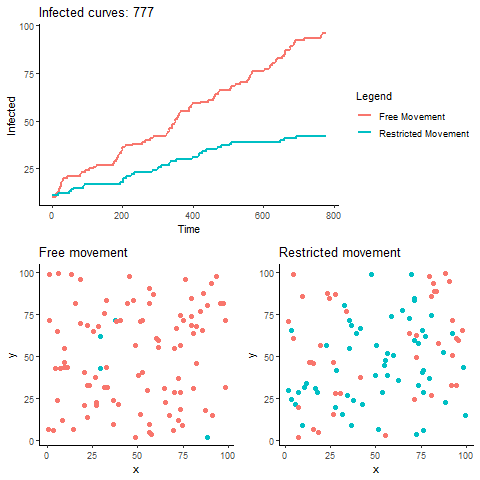 Infected curves: 777
100
75
50
25
Infected
0
200
400
600
800
Time
Legend
Free Movement
Restricted Movement
Free movement
100
75
50
25
0
y
0
25
50
75
100
x
Restricted movement
100
75
50
25
0
y
0
25
50
75
100
x